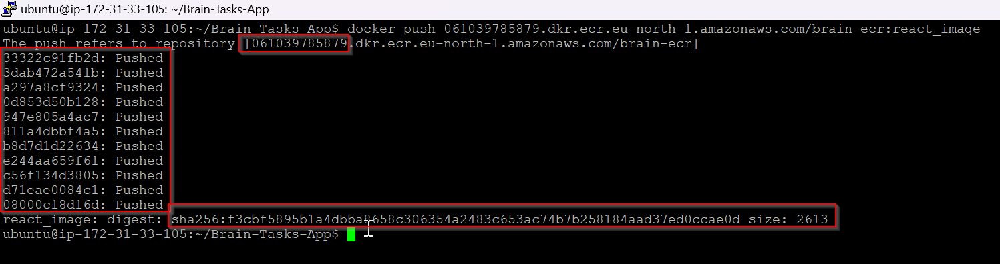 ubuntu@ip-172-31-33-105: ~/Brain-Tasks-App
ubuntu@ip-172-31-33-105:~/Brain-Tasks-App$ docker push 061039785879.dkr.ecr.eu-north-1.amazonaws.com/brain-ecr:react_image
The push refers to repository [061039785879.dkr.ecr.eu-north-1.amazonaws.com/brain-ecr]
33322c91fb2d: Pushed
3dab472a541b: Pushed
a297a8cf9324: Pushed
0d853d50b128: Pushed
947e805a4ac7: Pushed
811a4dbbf4a5: Pushed
b8d7d1d22634: Pushed
e244aa659f61: Pushed
c56f134d3805: Pushed
d71eae0084c1: Pushed
08000c18d16d: Pushed
react_image: digest: sha256:f3cbf5895b1a4dbba8658c306354a2483c653ac74b7b258184aad37ed0ccae0d size: 2613
ubuntu@ip-172-31-33-105:~/Brain-Tasks-App$